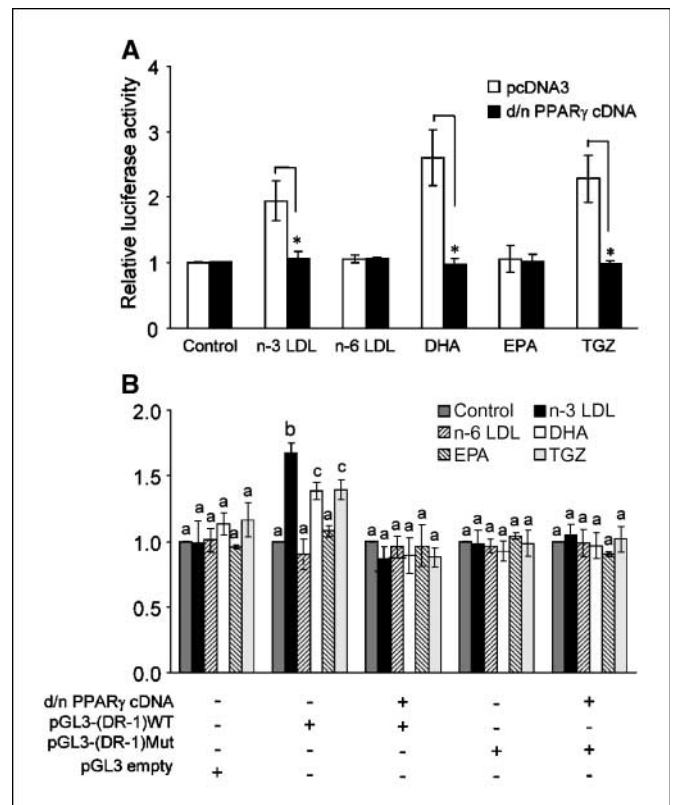 A
Relative luciferase activity
4
3
2
1
0
pcDNA3
d/n PPARγ cDNA
* * *
Control n-3 LDL n-6 LDL DHA EPA TGZ
B
2.0
1.5
1.0
0.5
0.0
Control n-3 LDL
n-6 LDL DHA
EPA TGZ
a a a a a a
a b a c a c
a a a a a a
a a a a a a
a a a a a a
d/n PPARγ cDNA - - + - +
pGL3-(DR-1)WT - + + - -
pGL3-(DR-1)Mut - - - + +
pGL3 empty + - - - -